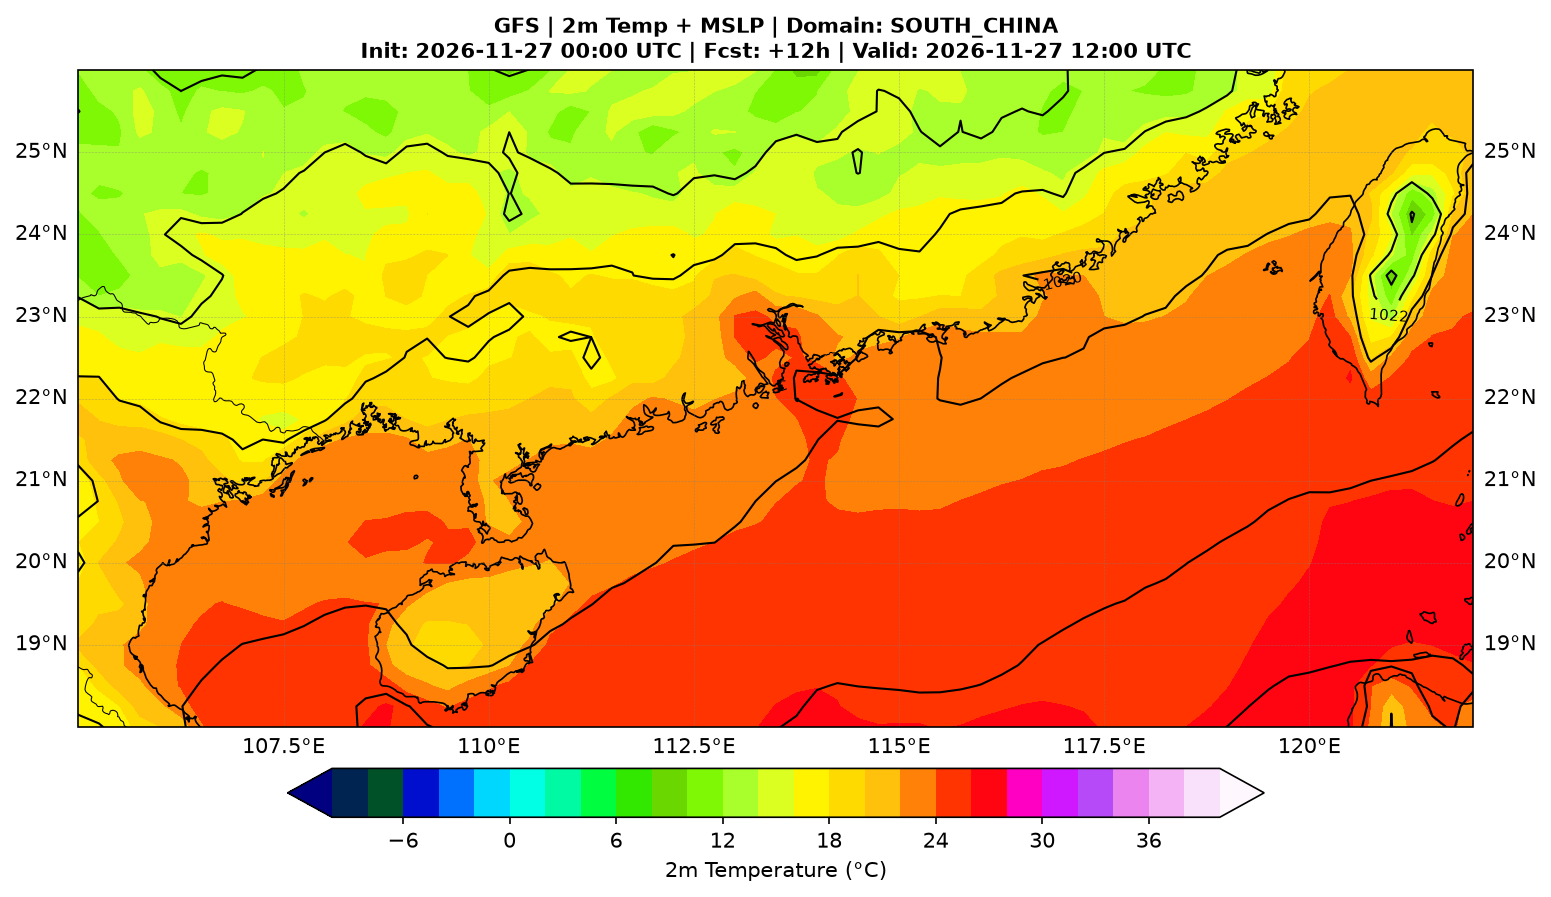 GFS | 2m Temp + MSLP | Domain: SOUTH_CHINA
Init: 2026-11-27 00:00 UTC | Fcst: +12h | Valid: 2026-11-27 12:00 UTC
25°N 25°N
24°N 24°N
1020
23°N 1022 23°N
22°N 22°N
21°N 21°N
20°N 20°N
19°N 19°N
107.5°E 110°E 112.5°E 115°E 117.5°E 120°E
−6 0 6 12 18 24 30 36
2m Temperature (°C)